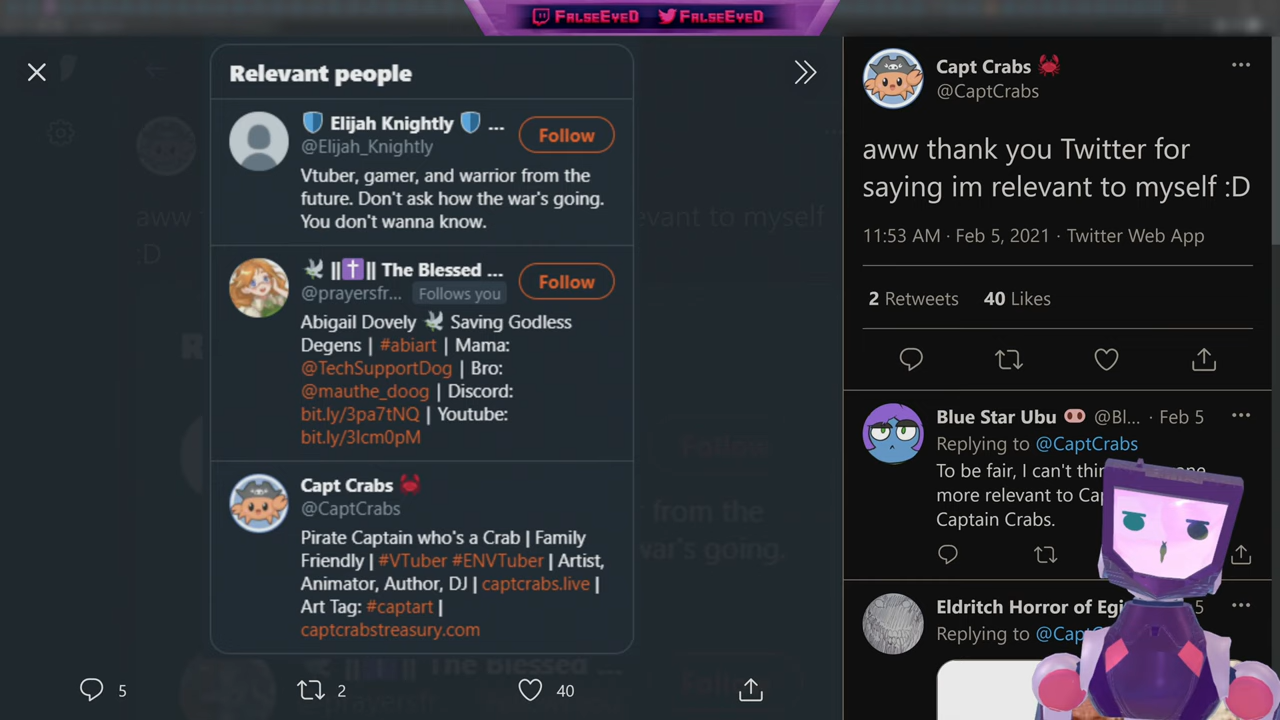 FalseEyeD FalseEyeD
Relevant people
Elijah Knightly ...
@Elijah_Knightly
Follow
Vtuber, gamer, and warrior from the
future. Don't ask how the war's going.
You don't wanna know.
||✝|| The Blessed ...
@prayersfr... Follows you
Follow
Abigail Dovely 🕊 Saving Godless
Degens | #abiart | Mama:
@TechSupportDog | Bro:
@mauthe_doog | Discord:
bit.ly/3pa7tNQ | Youtube:
bit.ly/3lcm0pM
Capt Crabs 🦀
@CaptCrabs
Pirate Captain who's a Crab | Family
Friendly | #VTuber #ENVTuber | Artist,
Animator, Author, DJ | captcrabs.live |
Art Tag: #captart |
captcrabstreasury.com
5
2
40
Capt Crabs 🦀
@CaptCrabs
aww thank you Twitter for
saying im relevant to myself :D
11:53 AM · Feb 5, 2021 · Twitter Web App
2 Retweets 40 Likes
Blue Star Ubu @Bl... · Feb 5
Replying to @CaptCrabs
To be fair, I can't
more relevant to
Captain Crabs.
Eldritch Horror of 5
Replying to